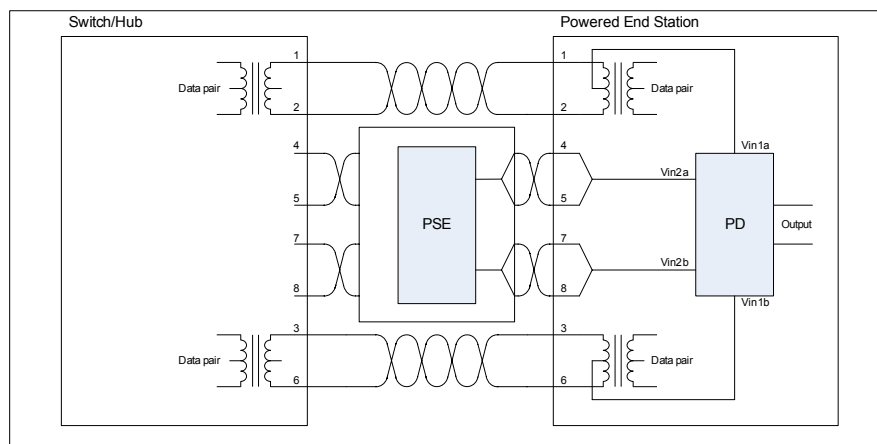 Switch/Hub
Powered End Station
1
1
Data pair
Data pair
2
2
4
4
Vin1a
Vin2a
5
5
PSE
PD
Output
7
7
Vin2b
8
8
Vin1b
3
3
Data pair
Data pair
6
6